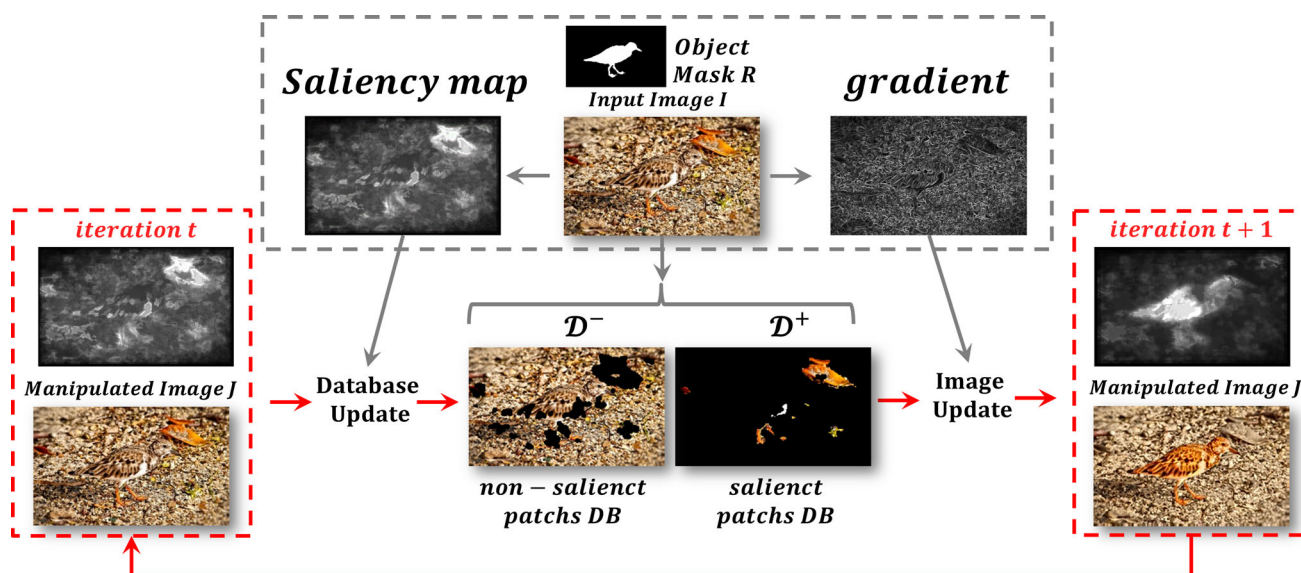 Object
Mask R
Saliency map
Input Image I
gradient
iteration t
iteration t + 1
D⁻
D⁺
Manipulated Image J
Database
Update
Image
Update
Manipulated Image J
non − salienct
patchs DB
salienct
patchs DB